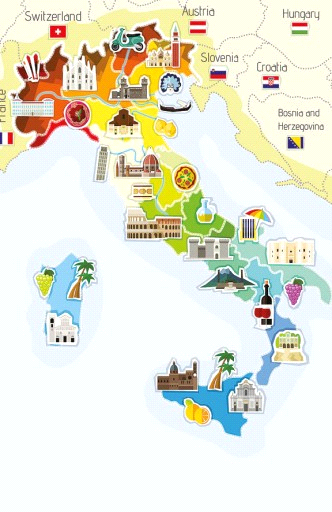 Switzerland
Austria
Hungary
Slovenia
Croatia
France
Bosnia and
Herzegovina